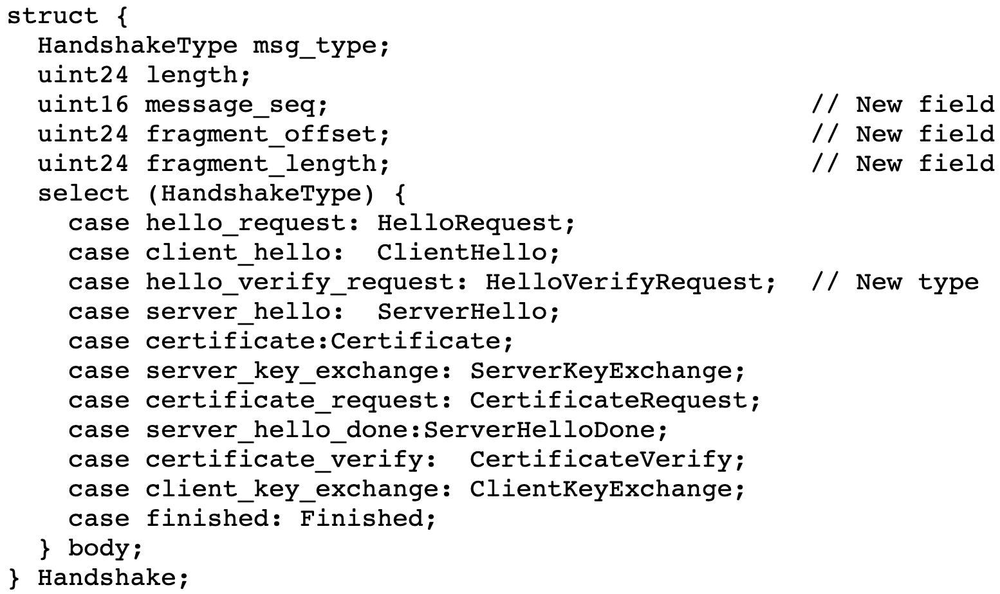 struct {
  HandshakeType msg_type;
  uint24 length;
  uint16 message_seq;                               // New field
  uint24 fragment_offset;                           // New field
  uint24 fragment_length;                           // New field
  select (HandshakeType) {
    case hello_request: HelloRequest;
    case client_hello:  ClientHello;
    case hello_verify_request: HelloVerifyRequest;  // New type
    case server_hello:  ServerHello;
    case certificate:Certificate;
    case server_key_exchange: ServerKeyExchange;
    case certificate_request: CertificateRequest;
    case server_hello_done:ServerHelloDone;
    case certificate_verify:  CertificateVerify;
    case client_key_exchange: ClientKeyExchange;
    case finished: Finished;
  } body;
} Handshake;